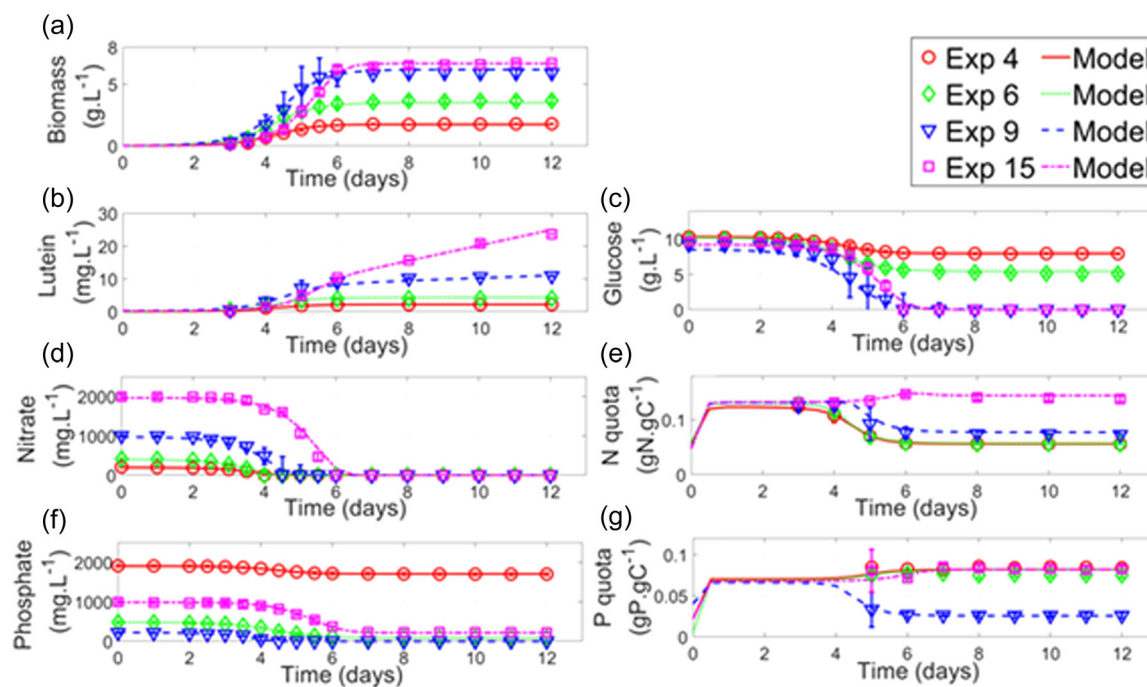 (a)
8
5
0
Biomass
(g.L⁻¹)
0 2 4 6 8 10 12
Time (days)
Exp 4 Model
Exp 6 Model
Exp 9 Model
Exp 15 Model
(b)
30
20
10
0
Lutein
(mg.L⁻¹)
0 2 4 6 8 10 12
Time (days)
(c)
10
5
0
Glucose
(g.L⁻¹)
0 2 4 6 8 10 12
Time (days)
(d)
2000
1000
0
Nitrate
(mg.L⁻¹)
0 2 4 6 8 10 12
Time (days)
(e)
0.1
0
N quota
(gN.gC⁻¹)
0 2 4 6 8 10 12
Time (days)
(f)
2000
1000
0
Phosphate
(mg.L⁻¹)
0 2 4 6 8 10 12
Time (days)
(g)
0.1
0.05
0
P quota
(gP.gC⁻¹)
0 2 4 6 8 10 12
Time (days)